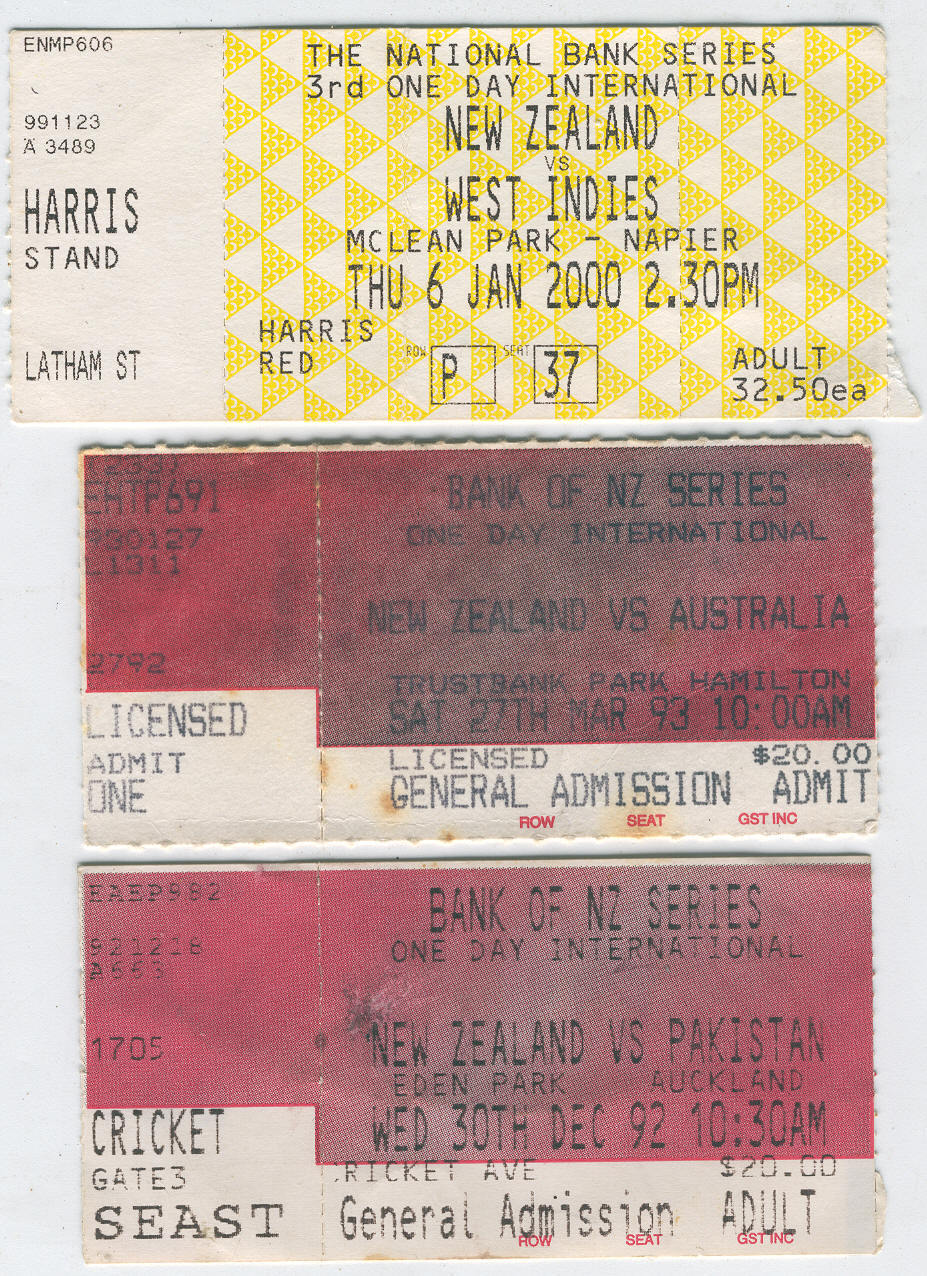 ENMP606
991123
A 3489
HARRIS
STAND
LATHAM ST
THE NATIONAL BANK SERIES
3rd ONE DAY INTERNATIONAL
NEW ZEALAND
VS
WEST INDIES
MCLEAN PARK - NAPIER
THU 6 JAN 2000 2.30PM
HARRIS
RED
ROW P SEAT 37
ADULT
32.50ea
EHTP691
2792
LICENSED
ADMIT
ONE
BANK OF NZ SERIES
ONE DAY INTERNATIONAL
NEW ZEALAND VS AUSTRALIA
TRUSTBANK PARK HAMILTON
SAT 27TH MAR 93 10:00AM
LICENSED $20.00
GENERAL ADMISSION ADMIT
ROW SEAT GST INC
EAEP982
921218
A553
1705
CRICKET
GATE3
SEAST
BANK OF NZ SERIES
ONE DAY INTERNATIONAL
NEW ZEALAND VS PAKISTAN
EDEN PARK AUCKLAND
WED 30TH DEC 92 10:30AM
CRICKET AVE $20.00
General Admission ADULT
ROW SEAT GST INC